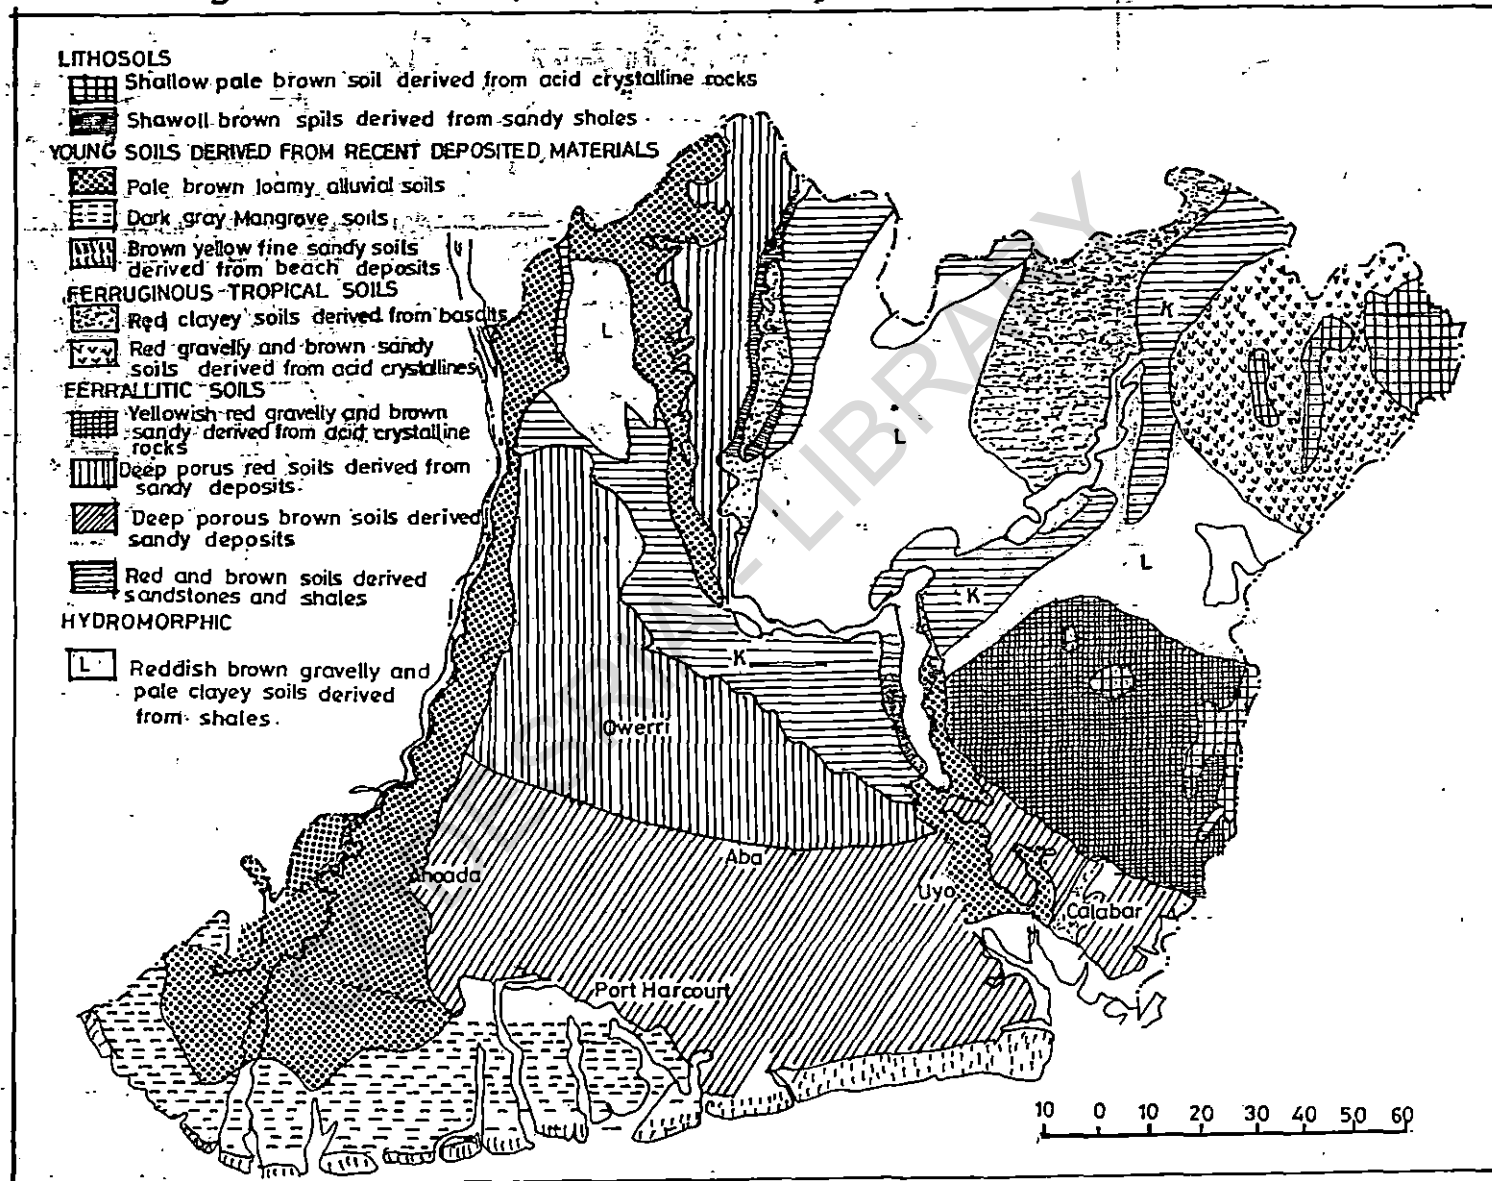 LITHOSOLS
Shallow pale brown soil derived from acid crystalline rocks
Shawoll brown spils derived from sandy shales
YOUNG SOILS DERIVED FROM RECENT DEPOSITED MATERIALS
Pale brown loamy alluvial soils
Dark gray Mangrove soils
Brown yellow fine sandy soils
derived from beach deposits
FERRUGINOUS-TROPICAL SOILS
Red clayey soils derived from basalts
Red gravelly and brown sandy
soils derived from acid crystallines
FERRALLITIC SOILS
Yellowish red gravelly and brown
sandy derived from acid crystalline
rocks
Deep porus red soils derived from
sandy deposits
Deep porous brown soils derived
sandy deposits
Red and brown soils derived
sandstones and shales
HYDROMORPHIC
L
Reddish brown gravelly and
pale clayey soils derived
from shales.
L
K
L
L
K
K
Owerri
Aba
Ahoada
Uyo
Calabar
Port Harcourt
10 0 10 20 30 40 50 60
LIBRARY